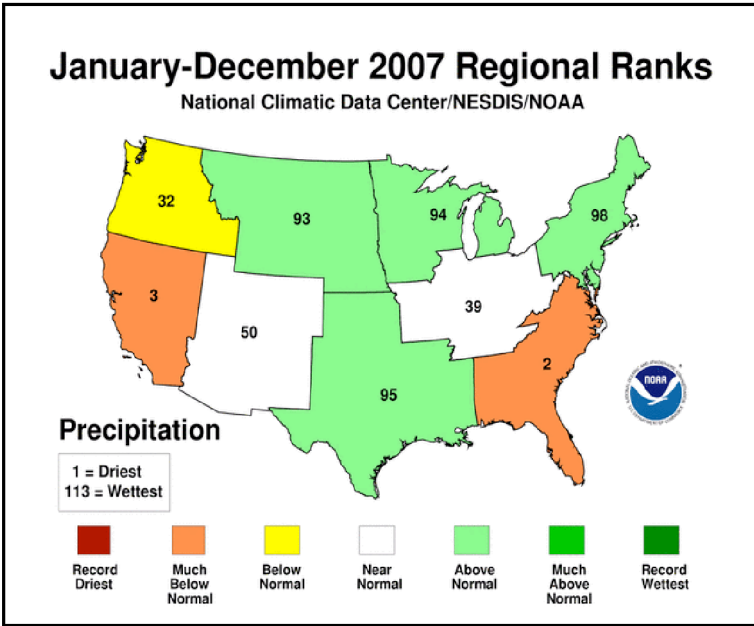 January-December 2007 Regional Ranks
National Climatic Data Center/NESDIS/NOAA
32
93
94
98
3
50
39
2
95
NOAA
Precipitation
1 = Driest
113 = Wettest
Record Driest
Much Below Normal
Below Normal
Near Normal
Above Normal
Much Above Normal
Record Wettest